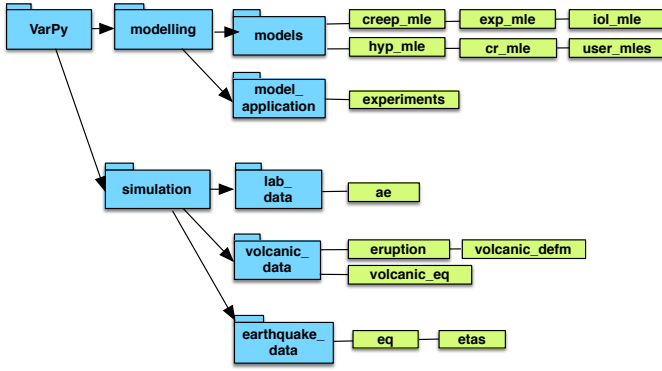 VarPy
modelling
models
creep_mle
exp_mle
iol_mle
hyp_mle
cr_mle
user_mles
model_
application
experiments
simulation
lab_
data
ae
volcanic_
data
eruption
volcanic_defm
volcanic_eq
earthquake_
data
eq
etas